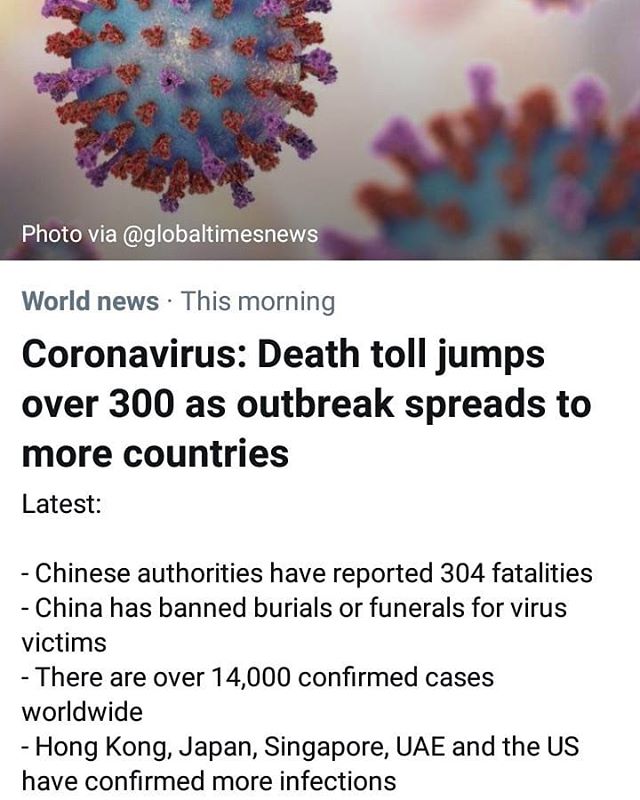 Photo via @globaltimesnews
World news · This morning
Coronavirus: Death toll jumps
over 300 as outbreak spreads to
more countries
Latest:
- Chinese authorities have reported 304 fatalities
- China has banned burials or funerals for virus
victims
- There are over 14,000 confirmed cases
worldwide
- Hong Kong, Japan, Singapore, UAE and the US
have confirmed more infections